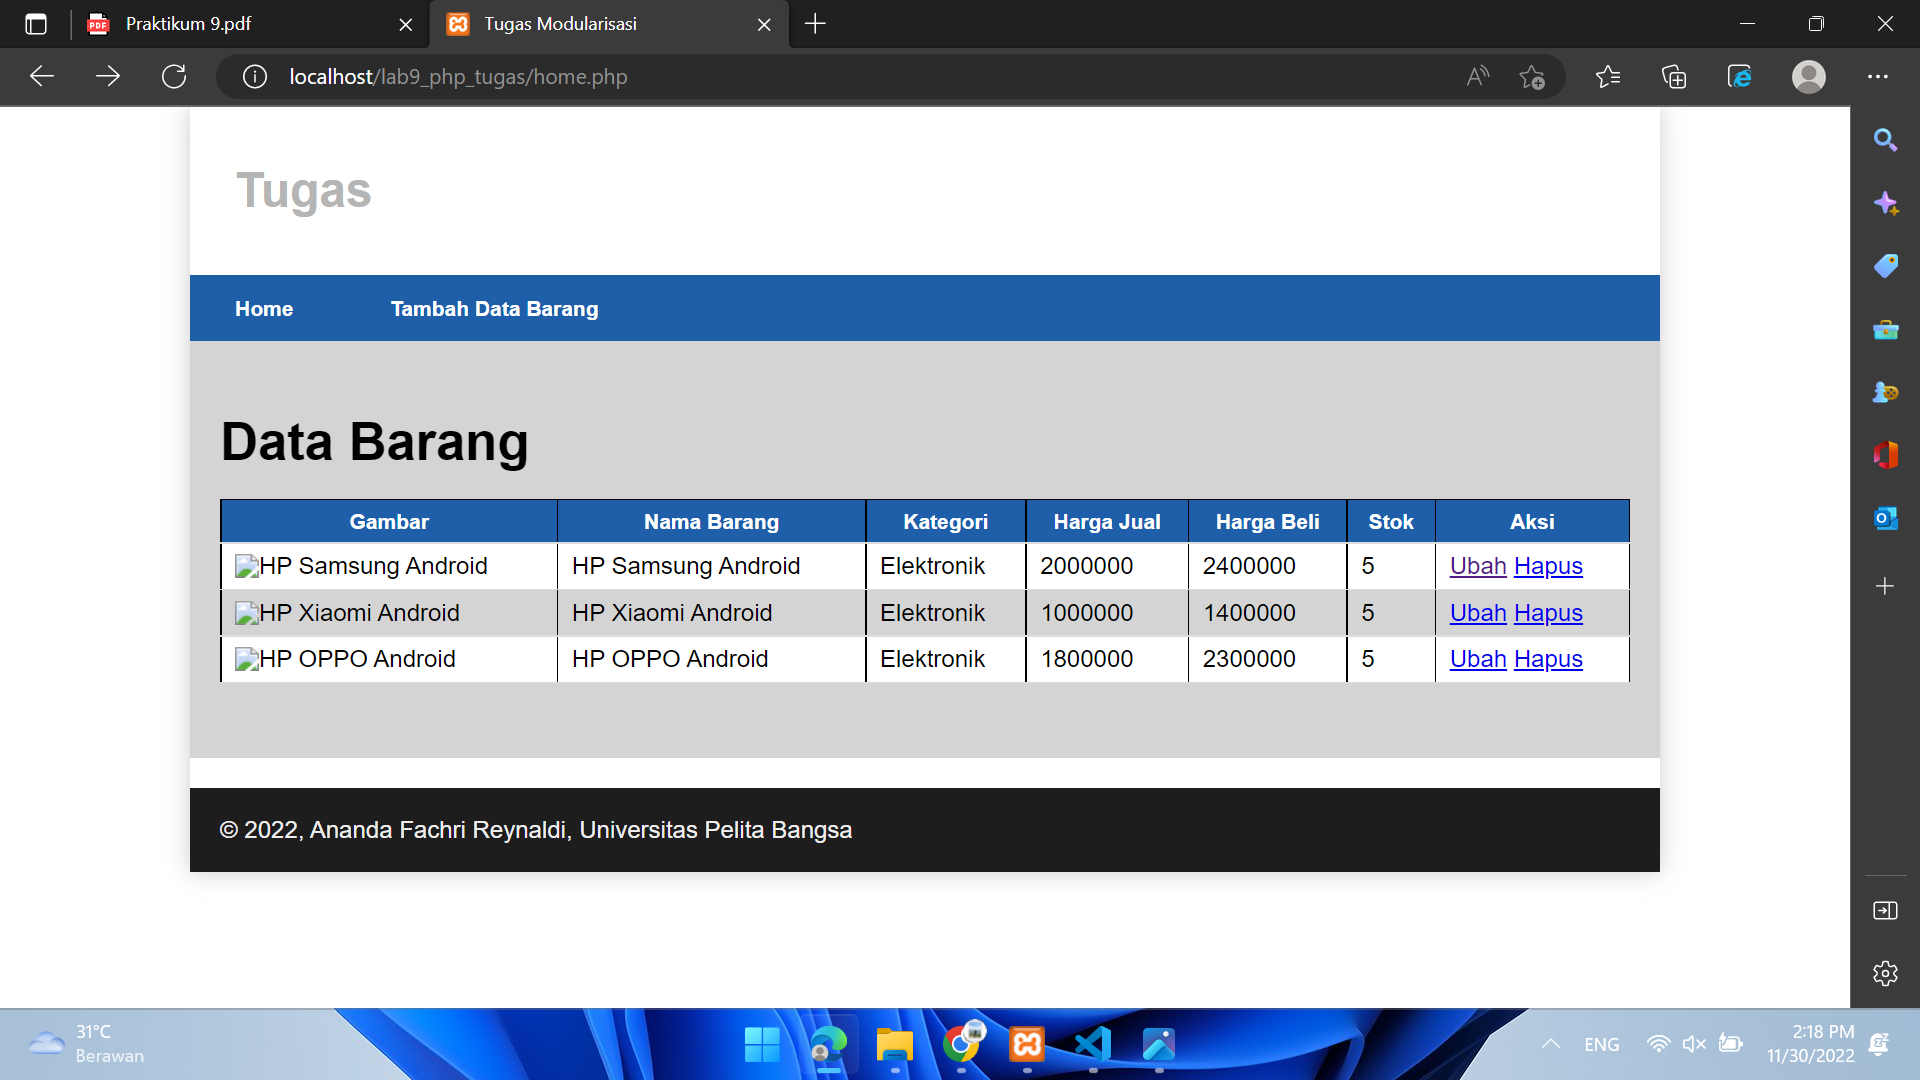 Praktikum 9.pdf
Tugas Modularisasi
localhost/lab9_php_tugas/home.php
Tugas
Home Tambah Data Barang
Data Barang
Gambar Nama Barang Kategori Harga Jual Harga Beli Stok Aksi
HP Samsung Android HP Samsung Android Elektronik 2000000 2400000 5 Ubah Hapus
HP Xiaomi Android HP Xiaomi Android Elektronik 1000000 1400000 5 Ubah Hapus
HP OPPO Android HP OPPO Android Elektronik 1800000 2300000 5 Ubah Hapus
© 2022, Ananda Fachri Reynaldi, Universitas Pelita Bangsa
31°C
Berawan
ENG
2:18 PM
11/30/2022